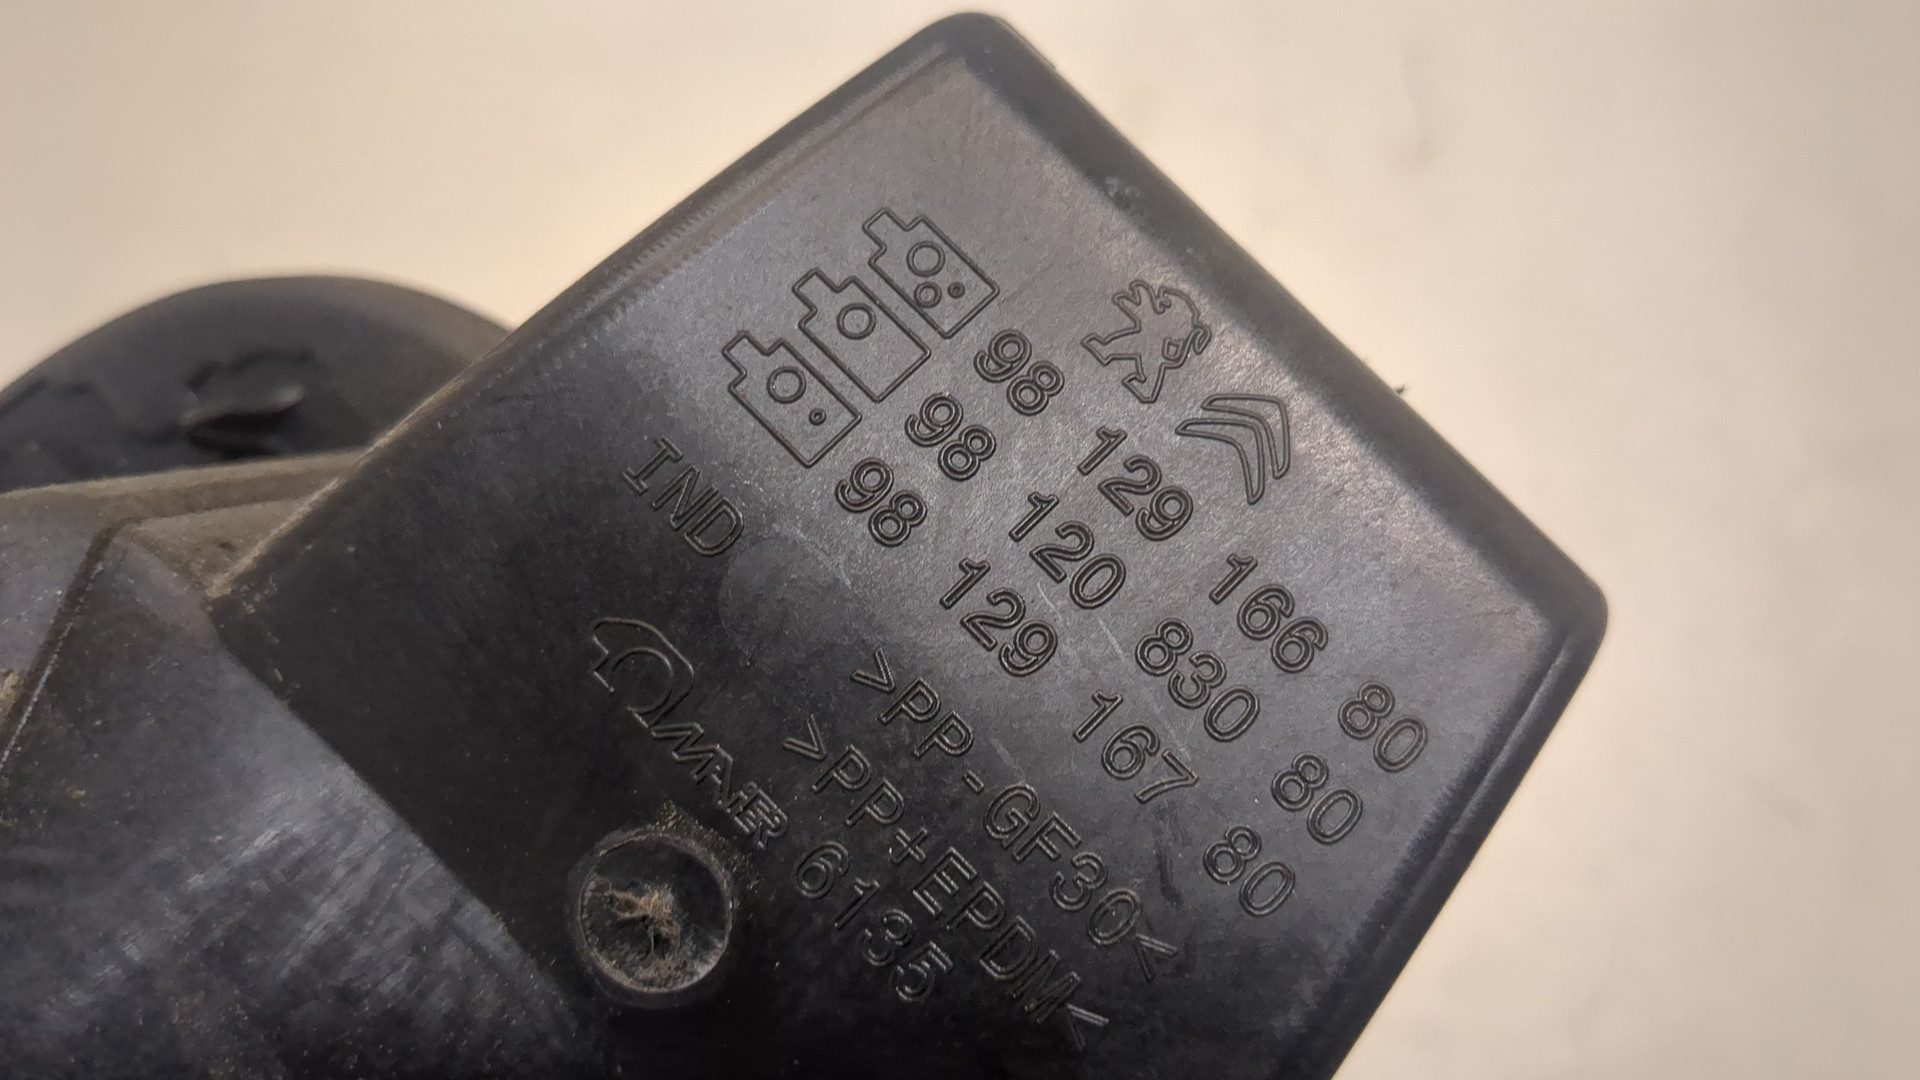 98 129 166 80
98 120 830 80
98 129 167 80
IND
>PP-GF30<
>PP+EPDM<
6135